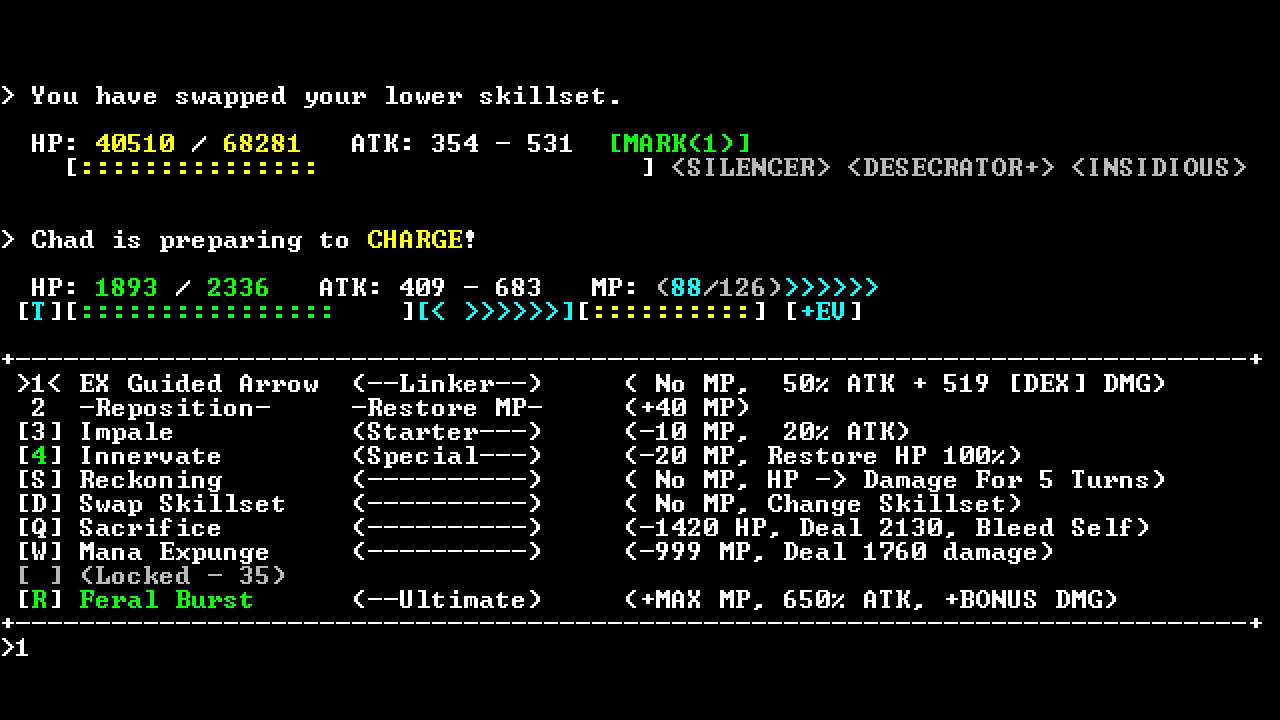 > You have swapped your lower skillset.
HP: 40510 / 68281   ATK: 354 - 531  [MARK(1)]
[:::::::::::::::                     ] <SILENCER> <DESECRATOR+> <INSIDIOUS>
> Chad is preparing to CHARGE!
HP: 1893 / 2336   ATK: 409 - 683   MP: (88/126)>>>>>>
[T][::::::::::::::::    ][< >>>>>>][::::::::::] [+EV]
+------------------------------------------------------------------------------+
>1< EX Guided Arrow  (--Linker--)     ( No MP,  50% ATK + 519 [DEX] DMG)
2  -Reposition-     -Restore MP-     (+40 MP)
[3] Impale           (Starter---)     (-10 MP,  20% ATK)
[4] Innervate        (Special---)     (-20 MP, Restore HP 100%)
[S] Reckoning        (----------)     ( No MP, HP -> Damage For 5 Turns)
[D] Swap Skillset    (----------)     ( No MP, Change Skillset)
[Q] Sacrifice        (----------)     (-1420 HP, Deal 2130, Bleed Self)
[W] Mana Expunge     (----------)     (-999 MP, Deal 1760 damage)
[ ] (Locked - 35)
[R] Feral Burst      (--Ultimate)     (+MAX MP, 650% ATK, +BONUS DMG)
+------------------------------------------------------------------------------+
>1